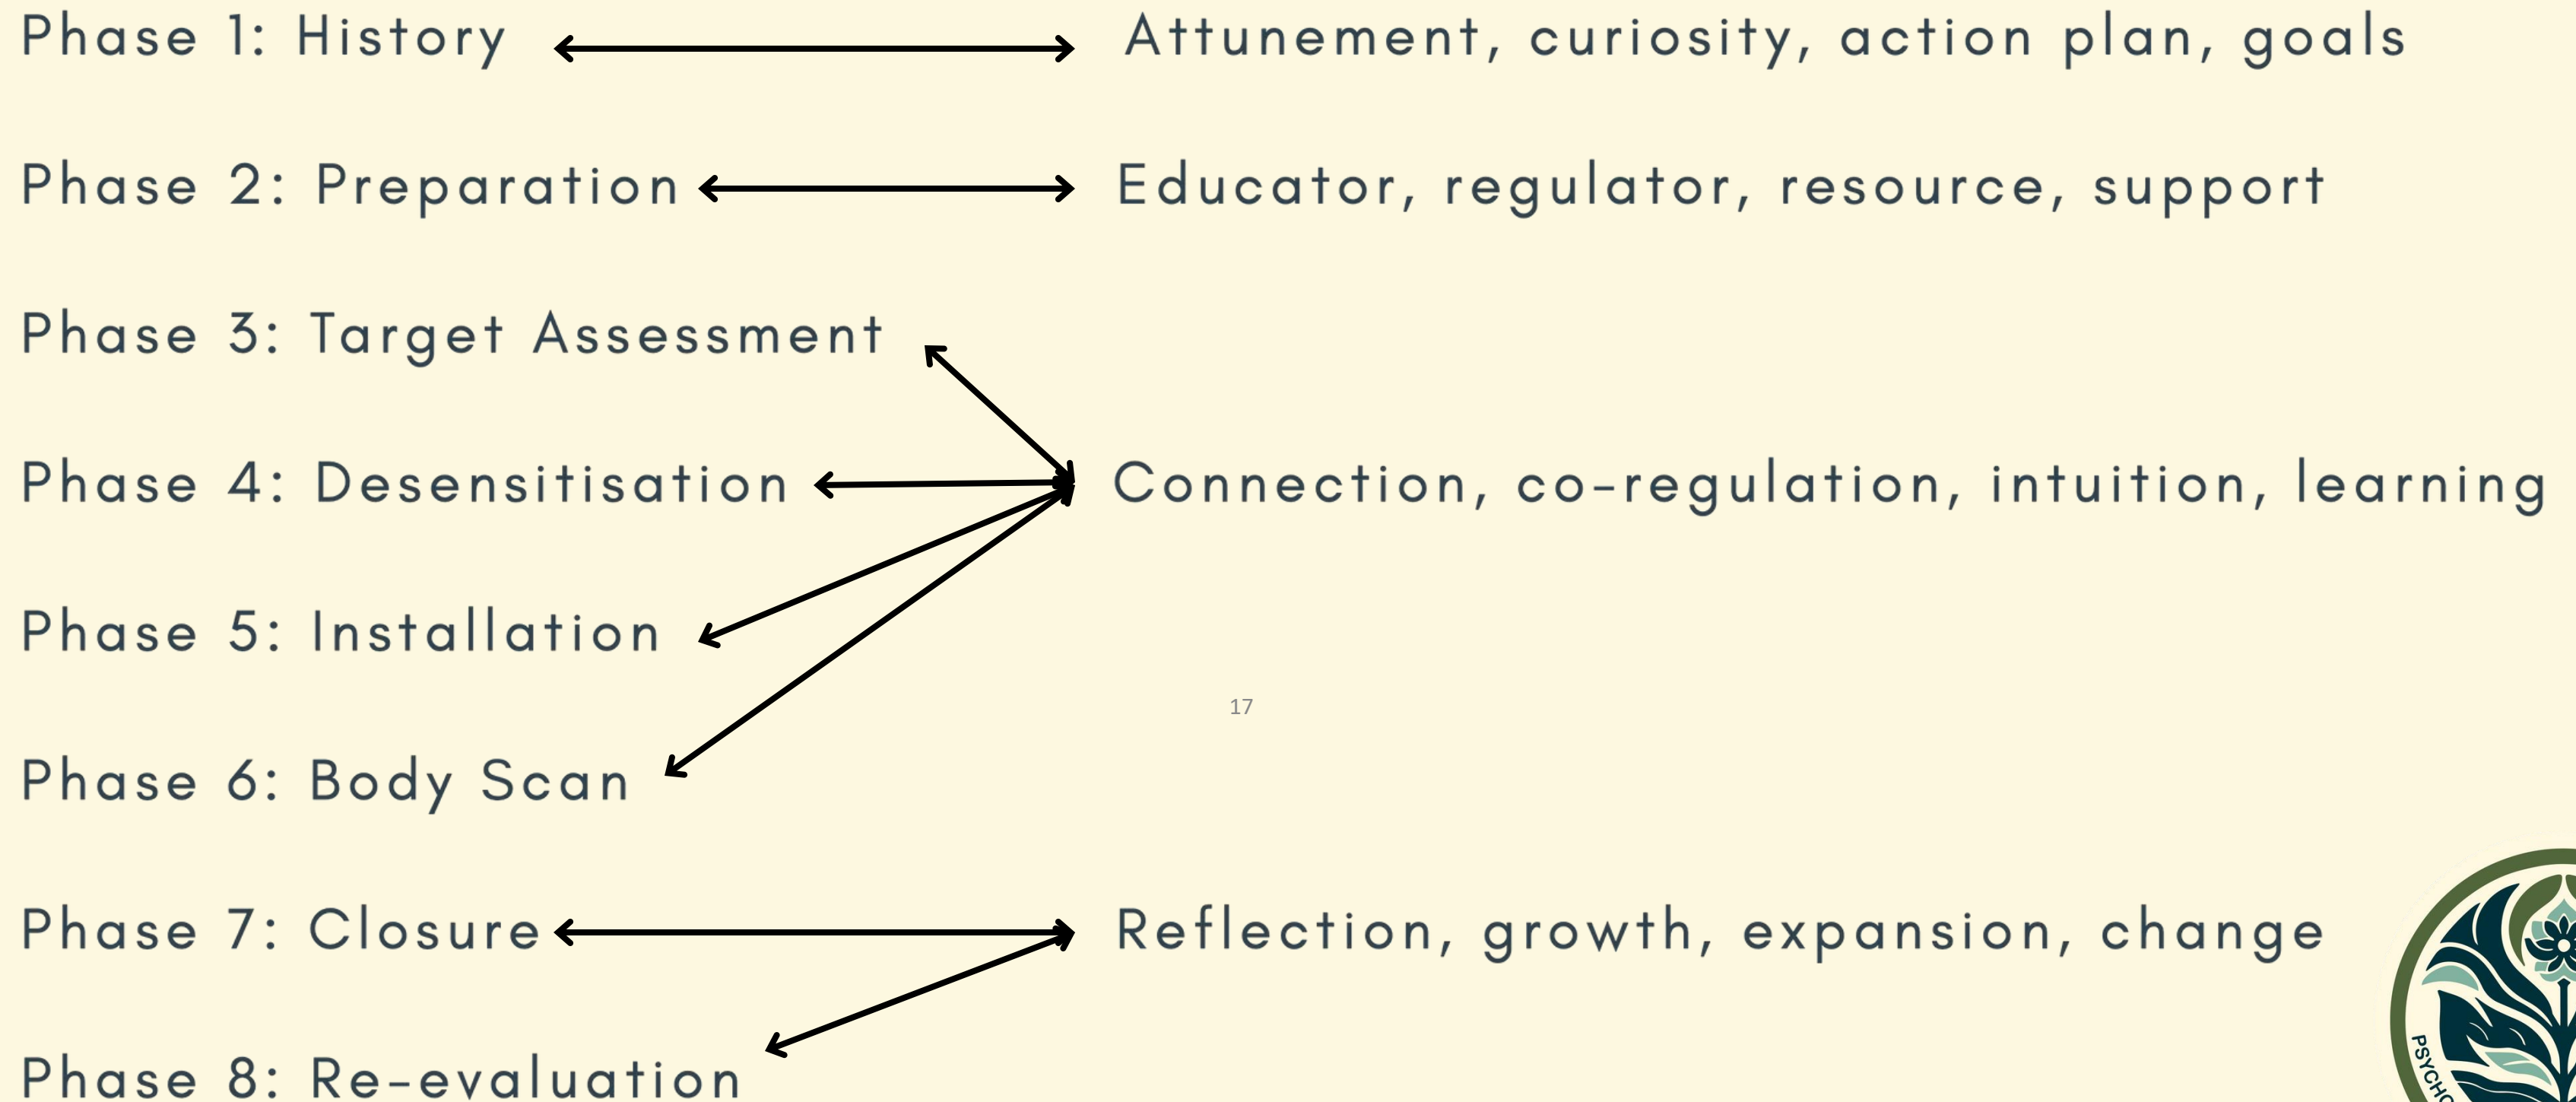 Phase 1: History
Attunement, curiosity, action plan, goals
Phase 2: Preparation
Educator, regulator, resource, support
Phase 3: Target Assessment
Phase 4: Desensitisation
Connection, co-regulation, intuition, learning
Phase 5: Installation
17
Phase 6: Body Scan
Phase 7: Closure
Reflection, growth, expansion, change
Phase 8: Re-evaluation